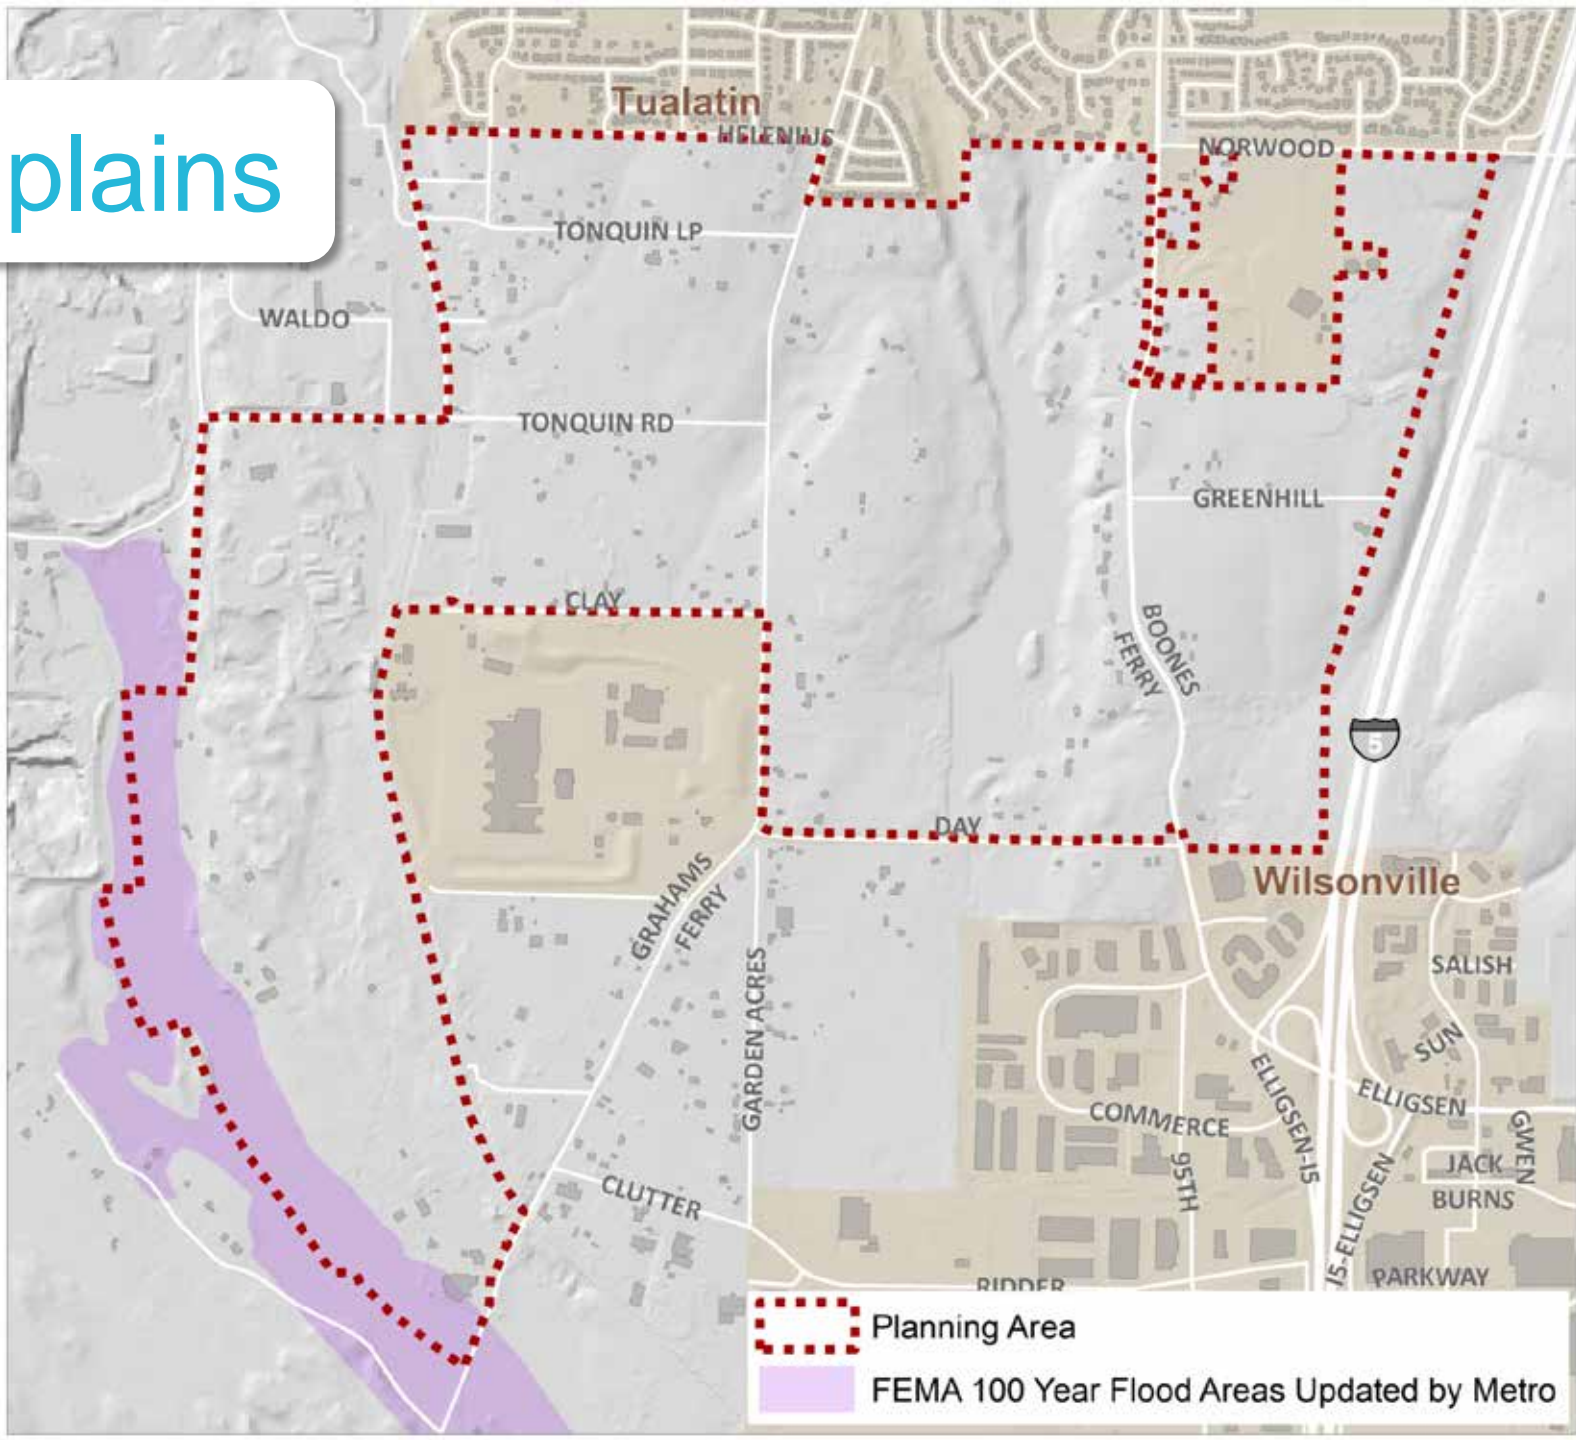 plains
Tualatin
HELENIUS
NORWOOD
TONQUIN LP
WALDO
TONQUIN RD
GREENHILL
CLAY
BOONES
FERRY
5
DAY
Wilsonville
GRAHAMS
FERRY
GARDEN ACRES
SALISH
SUN
ELLIGSEN
ELLIGSEN-I5
COMMERCE
GWEN
95TH
JACK
BURNS
CLUTTER
I5-ELLIGSEN
PARKWAY
RIDDER
Planning Area
FEMA 100 Year Flood Areas Updated by Metro